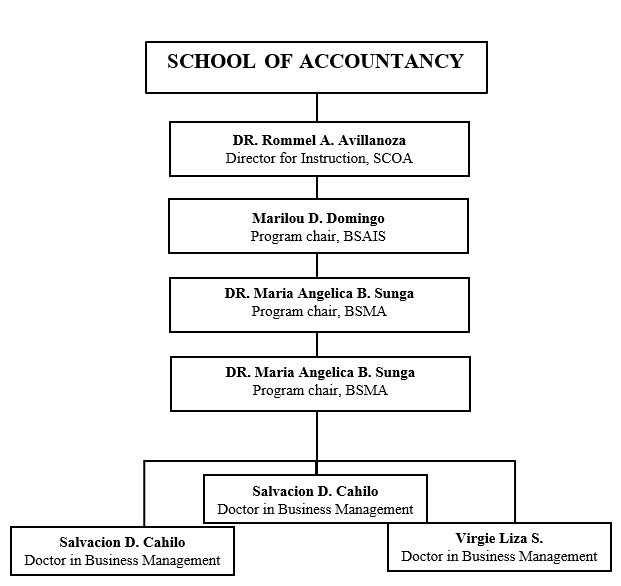 SCHOOL OF ACCOUNTANCY
DR. Rommel A. Avillanoza
Director for Instruction, SCOA
Marilou D. Domingo
Program chair, BSAIS
DR. Maria Angelica B. Sunga
Program chair, BSMA
DR. Maria Angelica B. Sunga
Program chair, BSMA
Salvacion D. Cahilo
Doctor in Business Management
Salvacion D. Cahilo
Doctor in Business Management
Virgie Liza S.
Doctor in Business Management